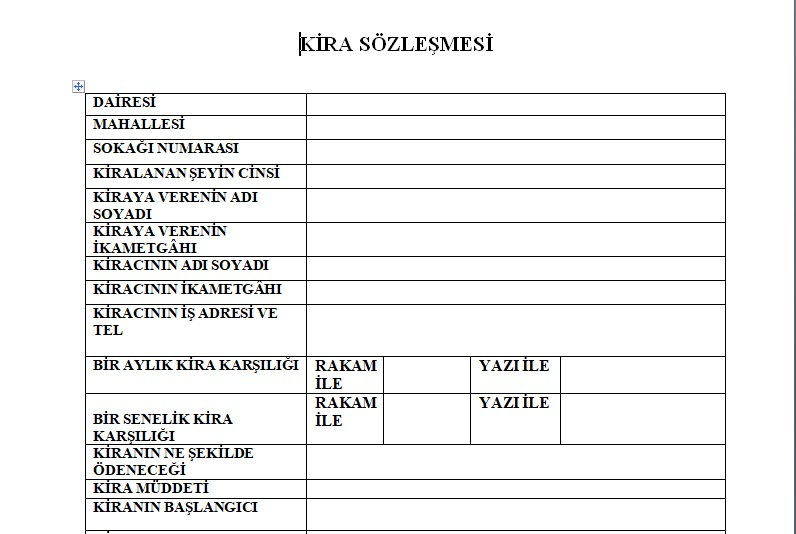 KİRA SÖZLEŞMESİ
DAİRESİ
MAHALLESİ
SOKAĞI NUMARASI
KİRALANAN ŞEYİN CİNSİ
KİRAYA VERENİN ADI
SOYADI
KİRAYA VERENİN
İKAMETGÂHI
KİRACININ ADI SOYADI
KİRACININ İKAMETGÂHI
KİRACININ İŞ ADRESİ VE
TEL
BİR AYLIK KİRA KARŞILIĞI RAKAM YAZI İLE
İLE
RAKAM YAZI İLE
İLE
BİR SENELİK KİRA
KARŞILIĞI
KİRANIN NE ŞEKİLDE
ÖDENECEĞİ
KİRA MÜDDETİ
KİRANIN BAŞLANGICI